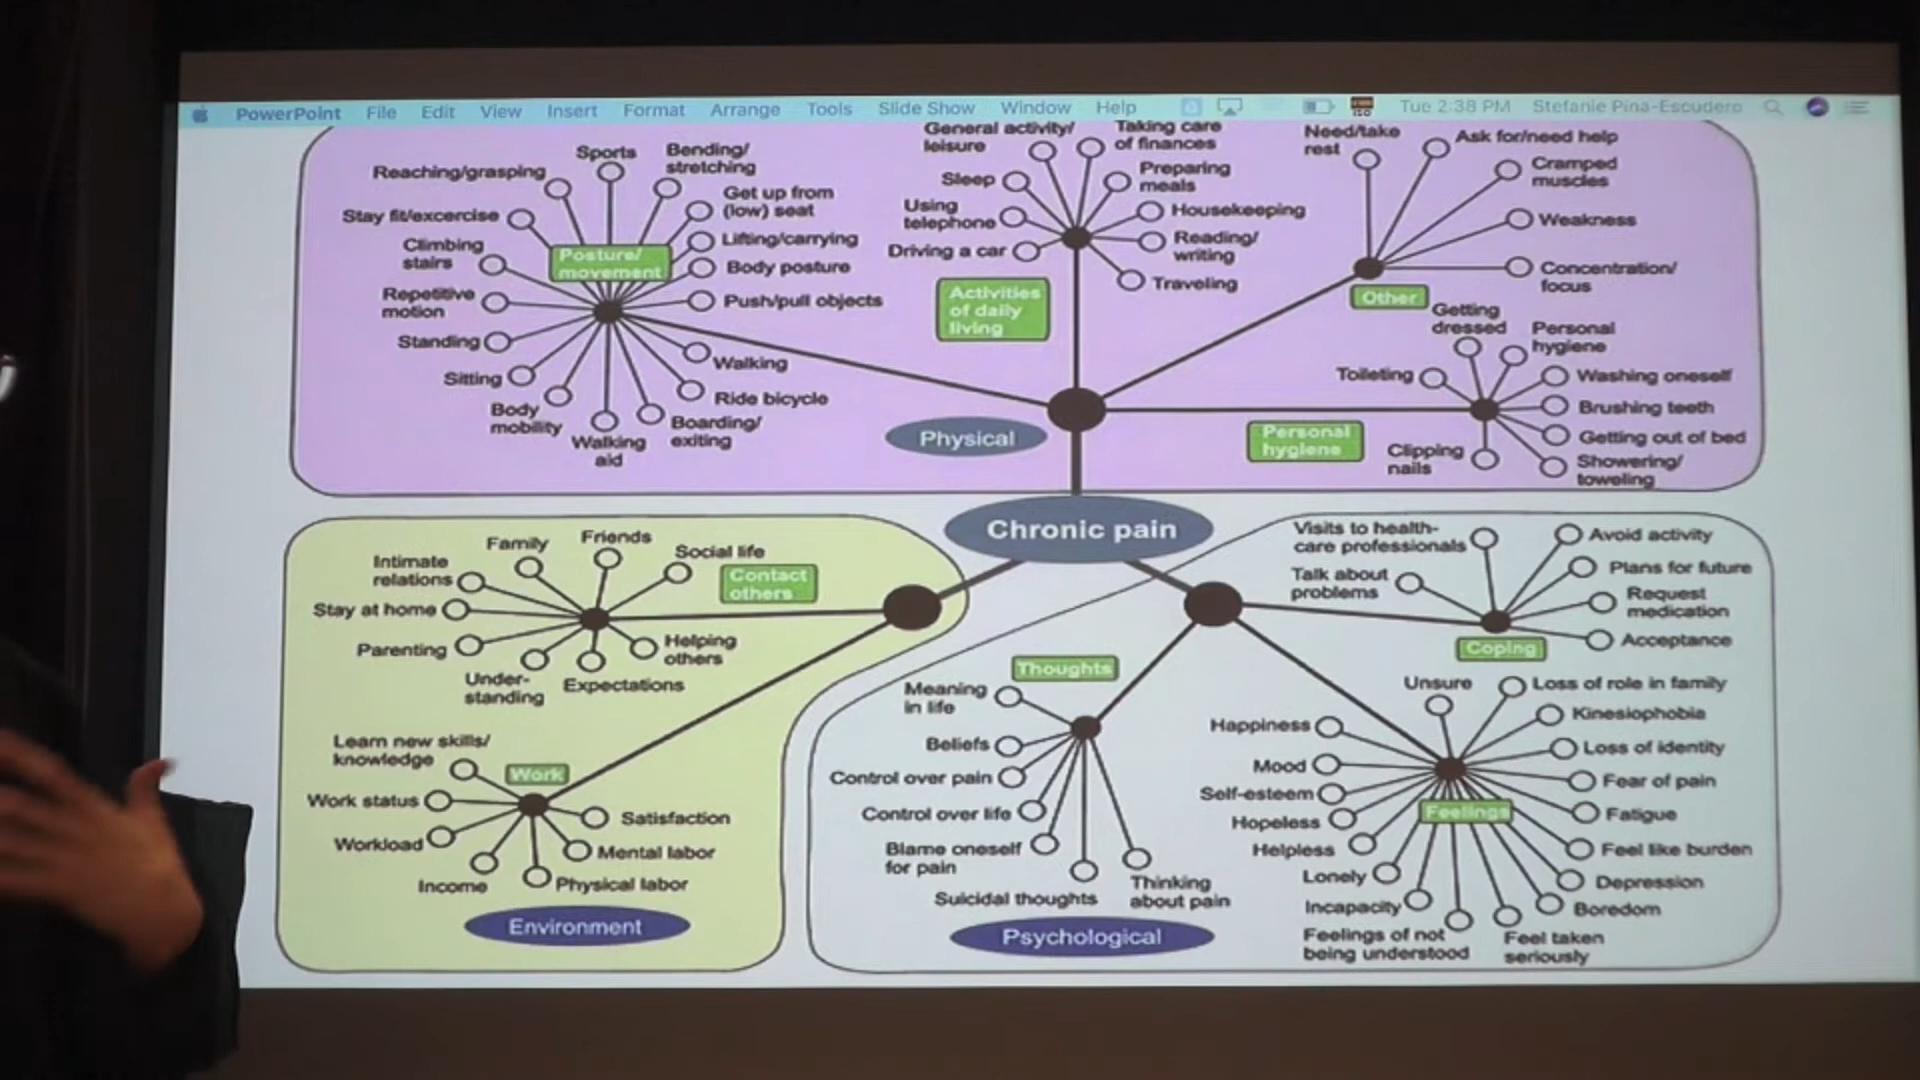 PowerPoint File Edit View Insert Format Arrange Tools Slide Show Window Help Tue 2:38 PM Stefanie Pina-Escudero
Sports
Bending/
stretching
Reaching/grasping
Get up from
(low) seat
Stay fit/excercise
Lifting/carrying
Climbing
stairs
Posture/
movement
Body posture
Repetitive
motion
Push/pull objects
Standing
Walking
Sitting
Ride bicycle
Body
mobility
Boarding/
exiting
Walking
aid
General activity/
leisure
Taking care
of finances
Sleep
Preparing
meals
Using
telephone
Housekeeping
Driving a car
Reading/
writing
Traveling
Activities
of daily
living
Need/take
rest
Ask for/need help
Cramped
muscles
Weakness
Concentration/
focus
Other
Getting
dressed
Personal
hygiene
Toileting
Washing oneself
Brushing teeth
Getting out of bed
Clipping
nails
Showering/
toweling
Personal
hygiene
Physical
Chronic pain
Friends
Family
Social life
Intimate
relations
Contact
others
Stay at home
Parenting
Helping
others
Under-
standing
Expectations
Learn new skills/
knowledge
Work
Work status
Satisfaction
Workload
Mental labor
Income
Physical labor
Environment
Visits to health-
care professionals
Avoid activity
Talk about
problems
Plans for future
Request
medication
Acceptance
Coping
Thoughts
Meaning
in life
Beliefs
Control over pain
Control over life
Blame oneself
for pain
Suicidal thoughts
Thinking
about pain
Unsure
Loss of role in family
Happiness
Kinesiophobia
Mood
Loss of identity
Self-esteem
Fear of pain
Hopeless
Feelings
Fatigue
Helpless
Feel like burden
Lonely
Depression
Incapacity
Boredom
Feelings of not
being understood
Feel taken
seriously
Psychological